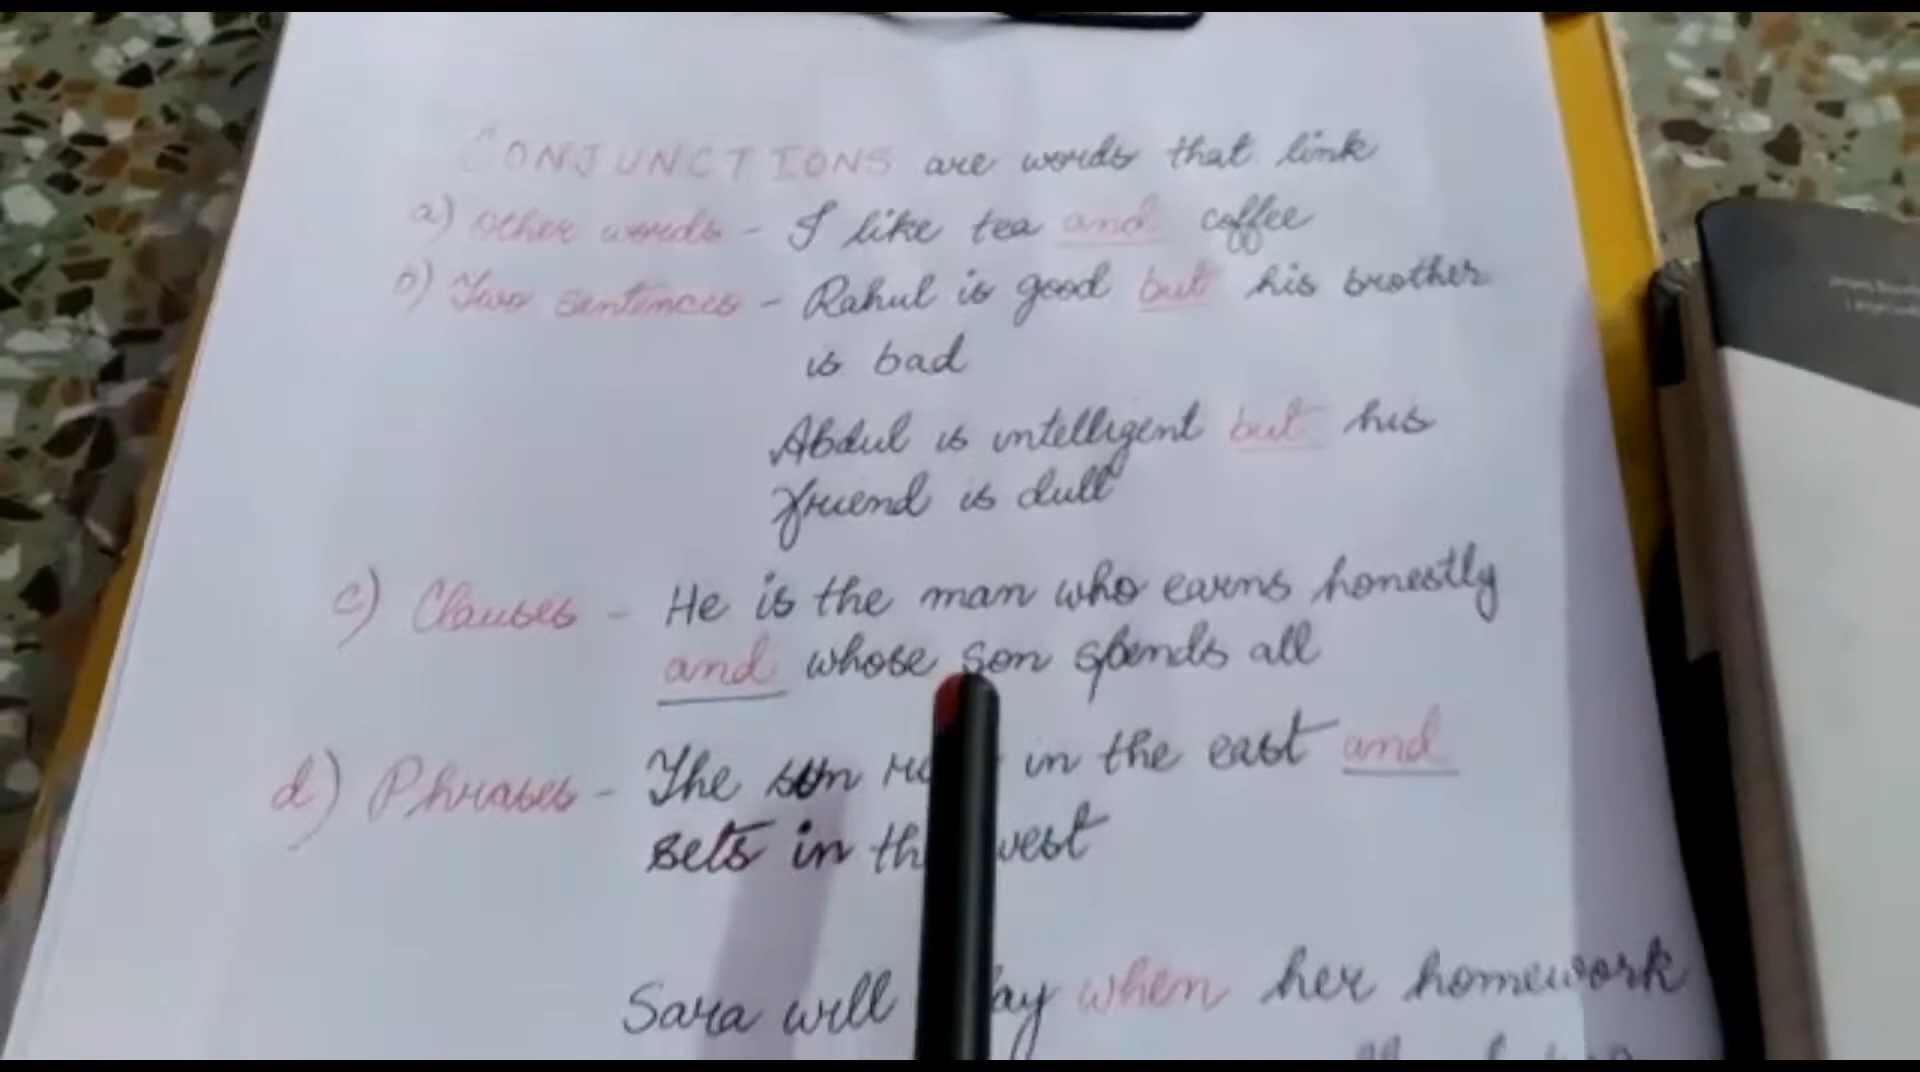 CONJUNCTIONS are words that link
a) Other words - I like tea and coffee
b) Two sentences - Rahul is good but his brother
is bad
Abdul is intelligent but his
friend is dull
c) Clauses - He is the man who earns honestly
and whose son spends all
d) Phrases - The sun in the east and
sets in the west
Sara will when her homework